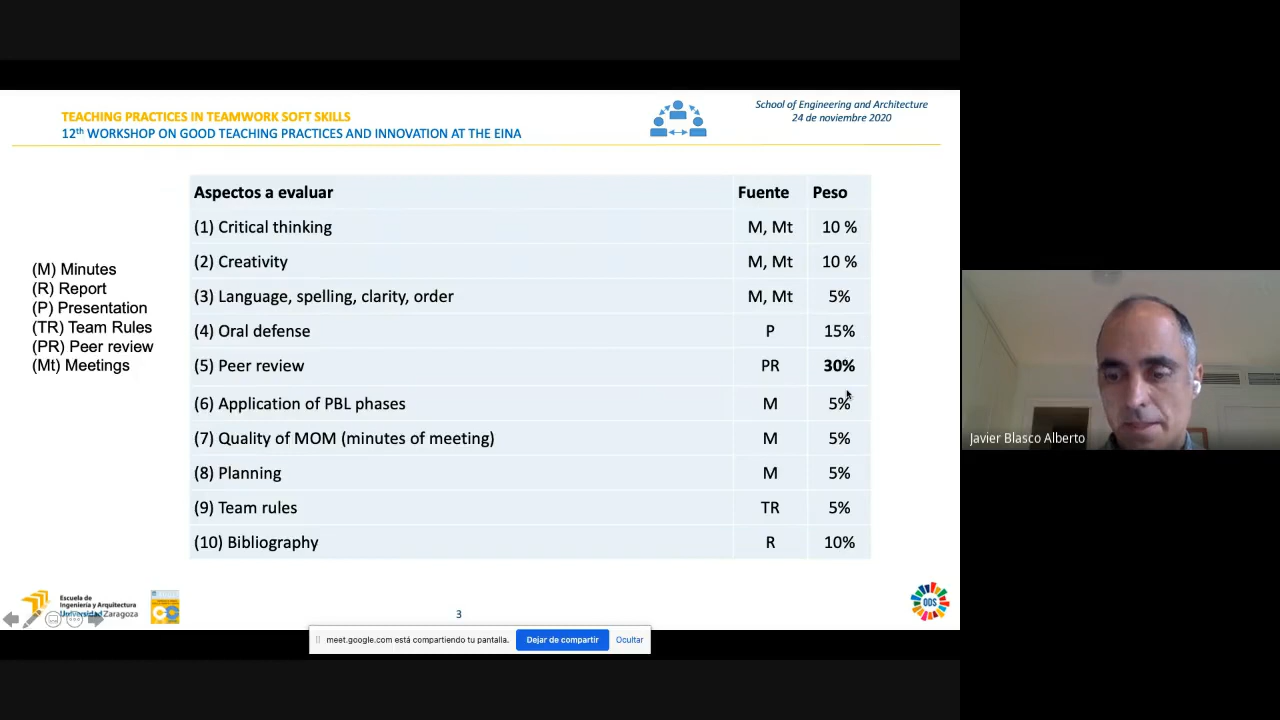 TEACHING PRACTICES IN TEAMWORK SOFT SKILLS
12th WORKSHOP ON GOOD TEACHING PRACTICES AND INNOVATION AT THE EINA
School of Engineering and Architecture
24 de noviembre 2020
(M) Minutes
(R) Report
(P) Presentation
(TR) Team Rules
(PR) Peer review
(Mt) Meetings
Aspectos a evaluar Fuente Peso
(1) Critical thinking M, Mt 10 %
(2) Creativity M, Mt 10 %
(3) Language, spelling, clarity, order M, Mt 5%
(4) Oral defense P 15%
(5) Peer review PR 30%
(6) Application of PBL phases M 5%
(7) Quality of MOM (minutes of meeting) M 5%
(8) Planning M 5%
(9) Team rules TR 5%
(10) Bibliography R 10%
Javier Blasco Alberto
Escuela de
Ingeniería y Arquitectura
Universidad Zaragoza
3
ODS
meet.google.com está compartiendo tu pantalla. Dejar de compartir Ocultar